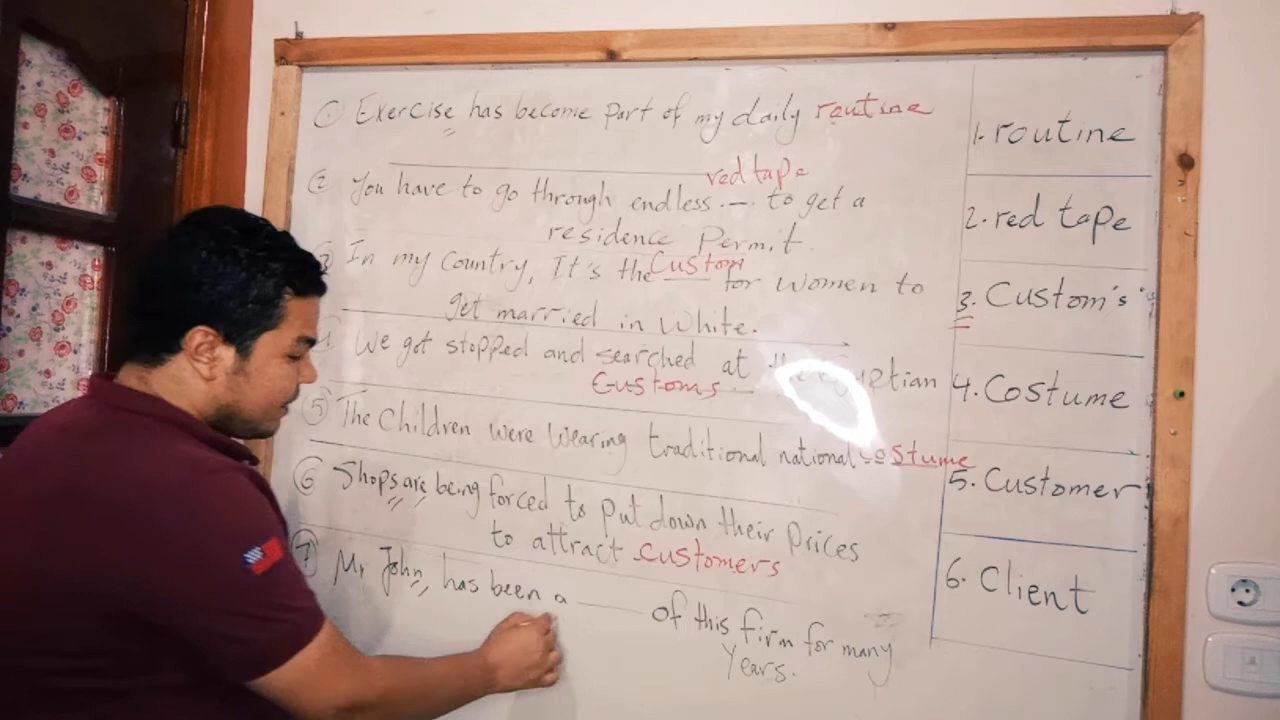 ① Exercise has become part of my daily routine
red tape
② You have to go through endless .—. to get a
residence Permit.
Custom
3 In my country, It's the ___ for women to
get married in white.
We got stopped and searched at the egyptian
Customs
⑤ The Children were wearing traditional national costume
⑥ Shops are being forced to put down their prices
to attract customers
⑦ Mr John, has been a ___ of this firm for many
years.
1. routine
2. red tape
3. Custom's
4. Costume
5. Customer
6. Client